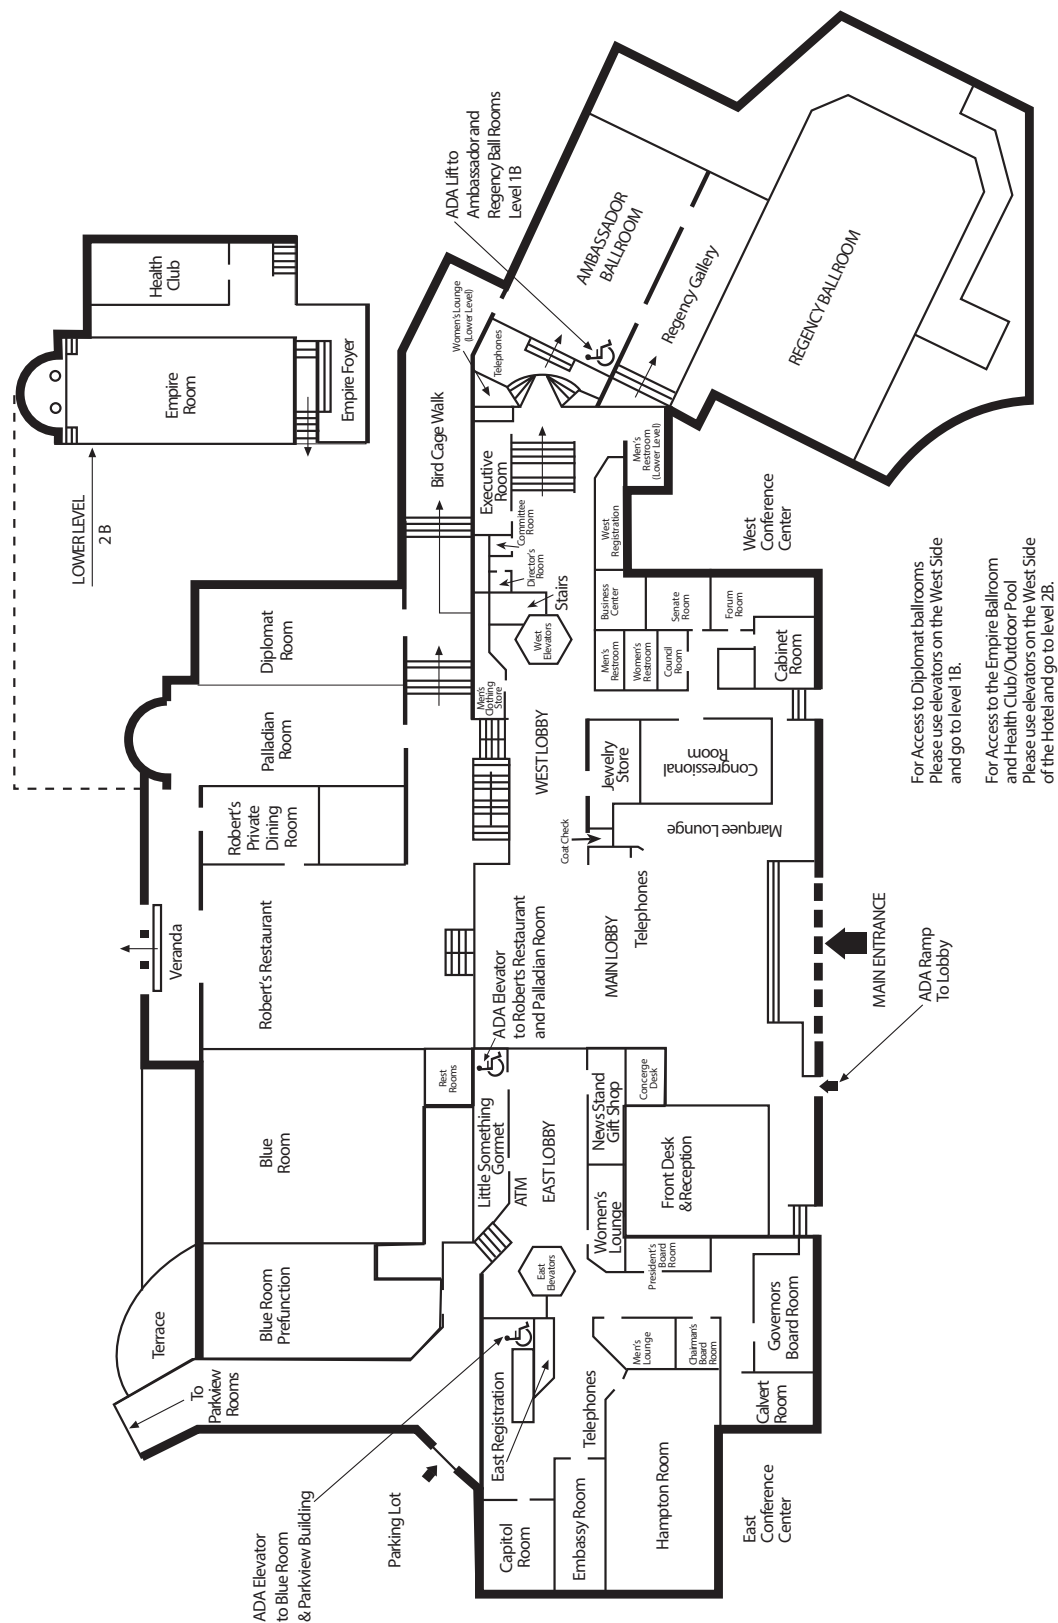 ADA Elevator
to Blue Room
& Parkview Building
Parking Lot
To
Parkview
Rooms
Terrace
Blue Room
Prefunction
Blue
Room
Rest
Rooms
Veranda
Robert's Restaurant
Robert's
Private
Dining
Room
Palladian
Room
Diplomat
Room
LOWER LEVEL
2 B
Empire
Room
Empire Foyer
Health
Club
Bird Cage Walk
ADA Lift to
Ambassador and
Regency Ball Rooms
Level 1B
Capitol
Room
East Registration
Embassy Room
Telephones
Hampton Room
East
Elevators
Little Something
Gormet
ATM
EAST LOBBY
ADA Elevator
to Roberts Restaurant
and Palladian Room
MAIN LOBBY
Telephones
Coat Check
WEST LOBBY
Men's
Clothing
Store
West
Elevators
Stairs
Director's
Room
Committee
Room
Executive
Room
Women's Lounge
(Lower Level)
Telephones
AMBASSADOR
BALLROOM
Regency Gallery
REGENCY BALLROOM
Men's
Lounge
Chairman's
Board
Room
President's
Board Room
Women's
Lounge
News Stand
Gift Shop
Concerge
Desk
Front Desk
& Reception
Jewelry
Store
Congressional
Room
Marquee Lounge
Men's
Restroom
Women's
Restroom
Council
Room
Business
Center
Senate
Room
Forum
Room
Cabinet
Room
West
Registration
Men's
Restroom
(Lower Level)
West
Conference
Center
East
Conference
Center
Calvert
Room
Governors
Board Room
ADA Ramp
To Lobby
MAIN ENTRANCE
For Access to Diplomat ballrooms
Please use elevators on the West Side
and go to level 1B.
For Access to the Empire Ballroom
and Health Club/Outdoor Pool
Please use elevators on the West Side
of the Hotel and go to level 2B.